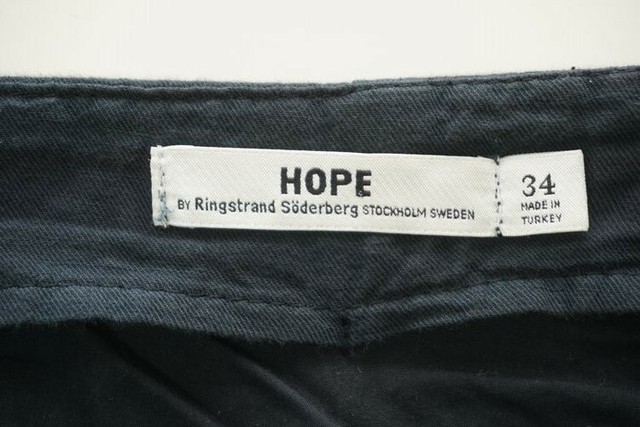 HOPE
BY Ringstrand Söderberg STOCKHOLM SWEDEN
34
MADE IN
TURKEY